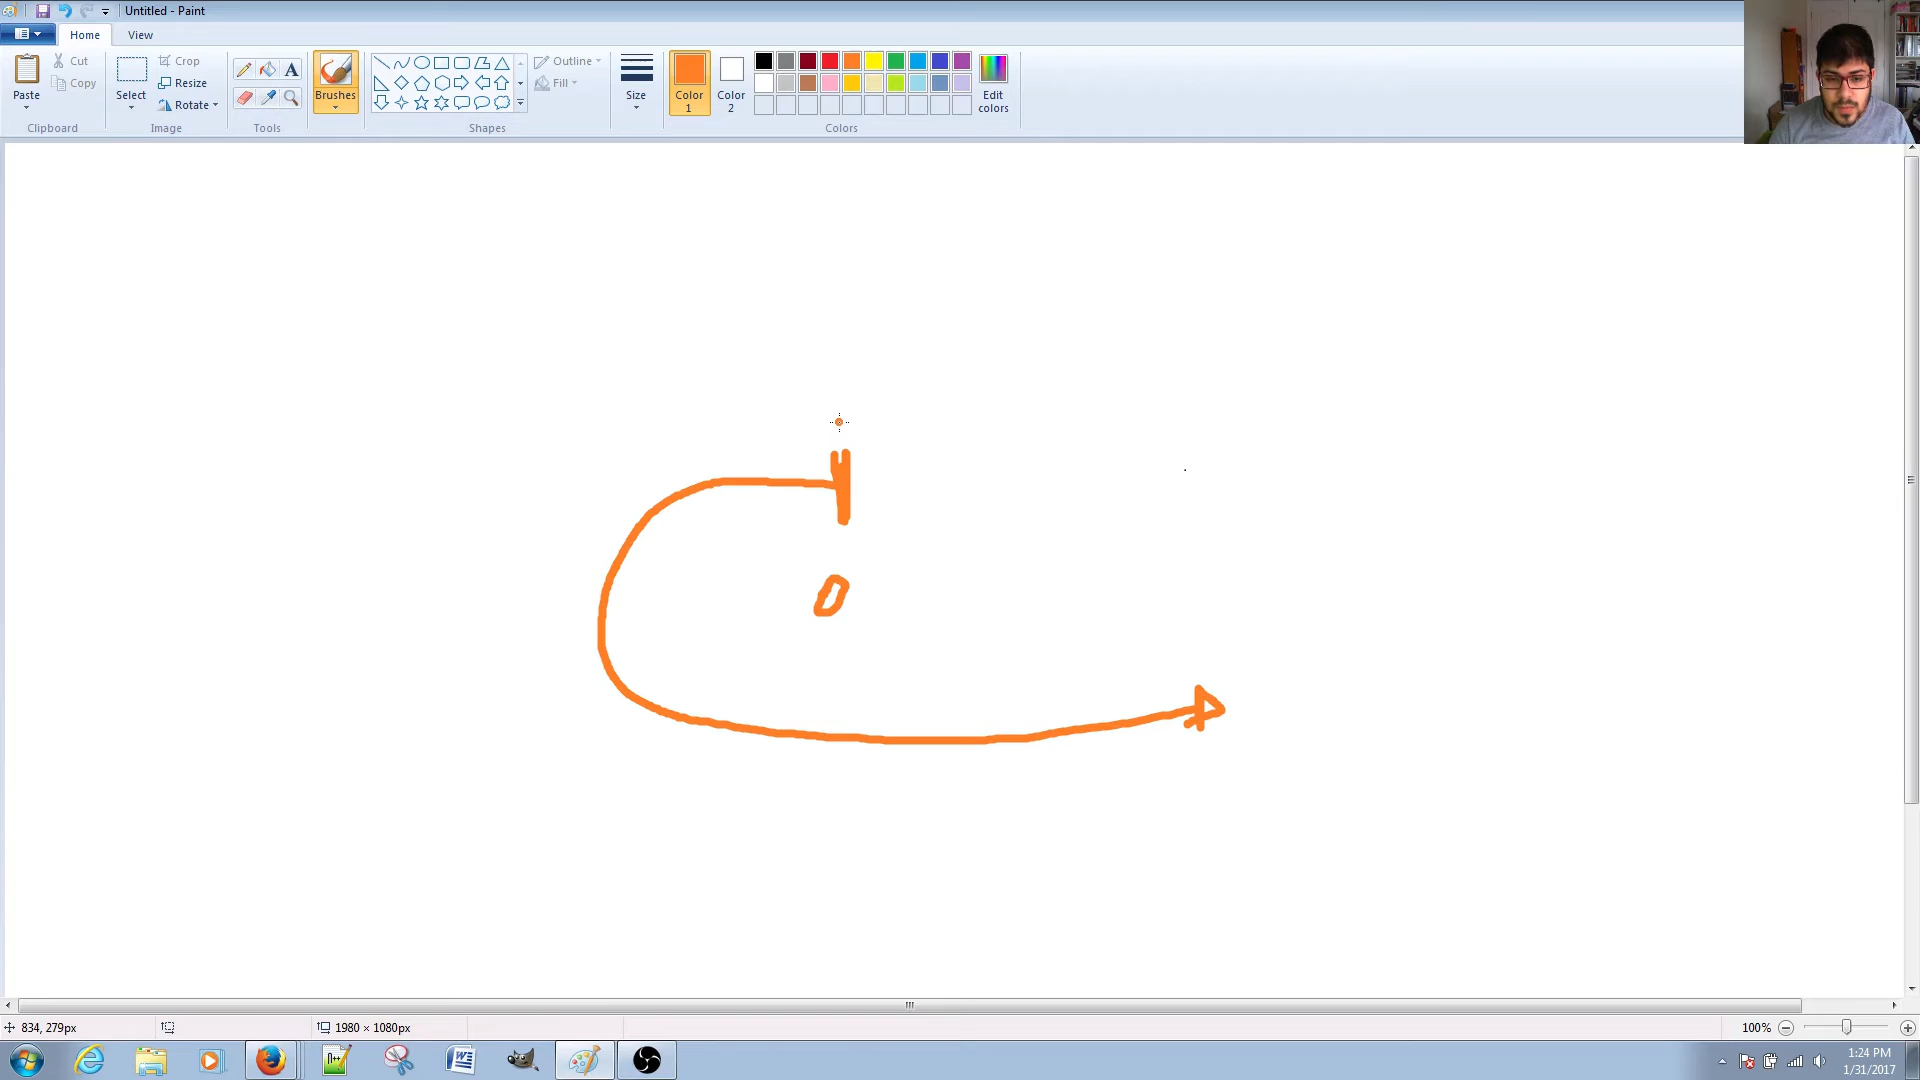 Untitled - Paint
Home View
Paste
Cut
Copy
Clipboard
Select
Crop
Resize
Rotate
Image
A
Tools
Brushes
Shapes
Outline
Fill
Size
Color 1
Color 2
Edit colors
Colors
0
834, 279px
1980 × 1080px
100%
W
1:24 PM
1/31/2017